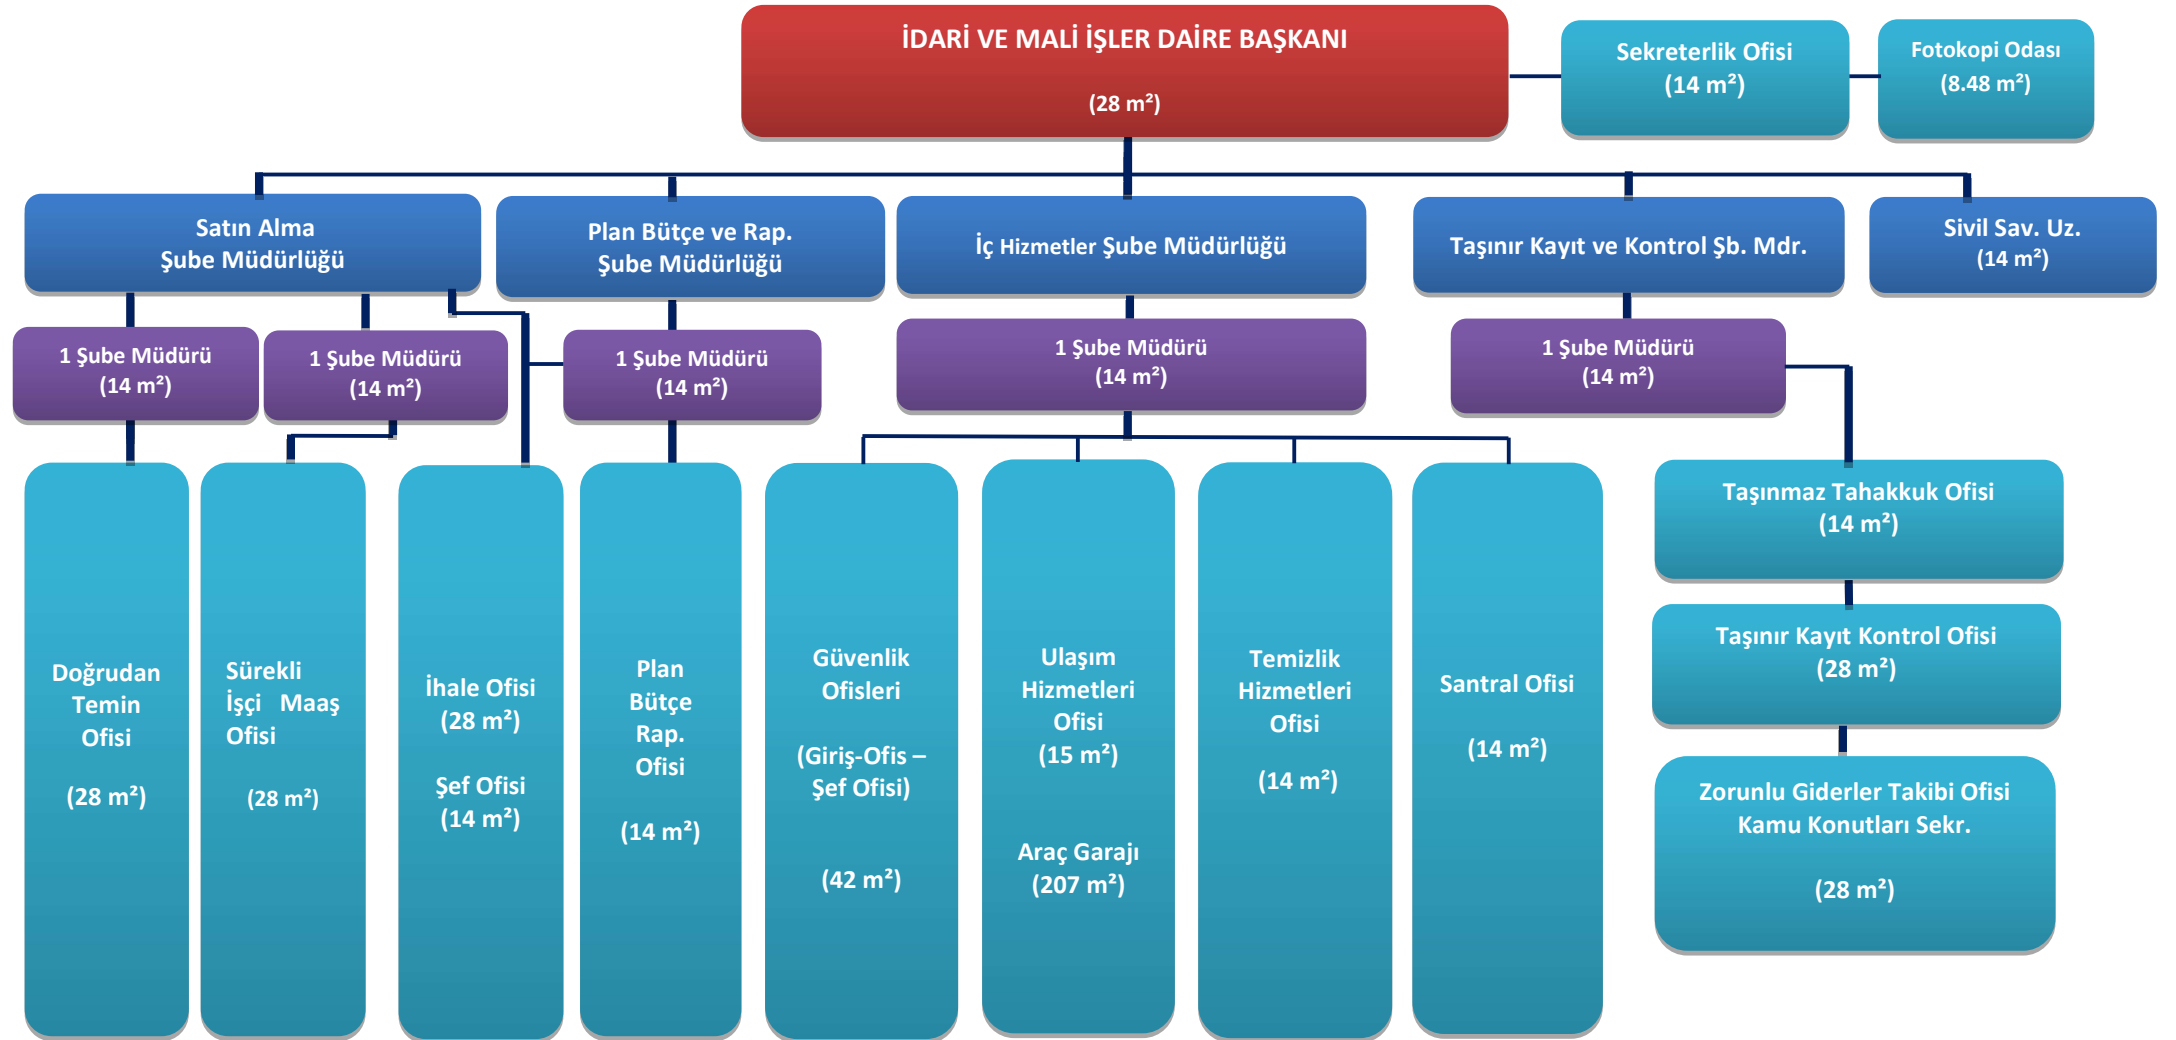 İDARİ VE MALİ İŞLER DAİRE BAŞKANI
(28 m²)
Sekreterlik Ofisi
(14 m²)
Fotokopi Odası
(8.48 m²)
Satın Alma
Şube Müdürlüğü
Plan Bütçe ve Rap.
Şube Müdürlüğü
İç Hizmetler Şube Müdürlüğü
Taşınır Kayıt ve Kontrol Şb. Mdr.
Sivil Sav. Uz.
(14 m²)
1 Şube Müdürü
(14 m²)
1 Şube Müdürü
(14 m²)
1 Şube Müdürü
(14 m²)
1 Şube Müdürü
(14 m²)
1 Şube Müdürü
(14 m²)
Doğrudan
Temin
Ofisi
(28 m²)
Sürekli
İşçi Maaş
Ofisi
(28 m²)
İhale Ofisi
(28 m²)
Şef Ofisi
(14 m²)
Plan
Bütçe
Rap.
Ofisi
(14 m²)
Güvenlik
Ofisleri
(Giriş-Ofis –
Şef Ofisi)
(42 m²)
Ulaşım
Hizmetleri
Ofisi
(15 m²)
Araç Garajı
(207 m²)
Temizlik
Hizmetleri
Ofisi
(14 m²)
Santral Ofisi
(14 m²)
Taşınmaz Tahakkuk Ofisi
(14 m²)
Taşınır Kayıt Kontrol Ofisi
(28 m²)
Zorunlu Giderler Takibi Ofisi
Kamu Konutları Sekr.
(28 m²)